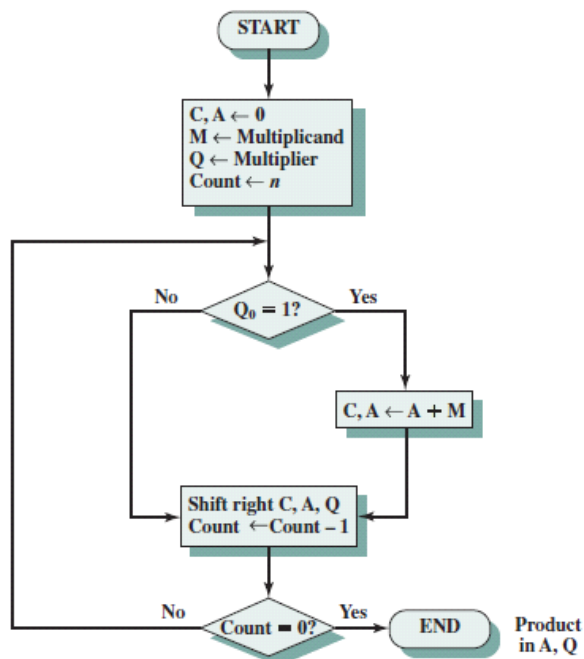 START
C, A ← 0
M ← Multiplicand
Q ← Multiplier
Count ← n
No
Q₀ = 1?
Yes
C, A ← A + M
Shift right C, A, Q
Count ← Count – 1
No
Count = 0?
Yes
END
Product
in A, Q